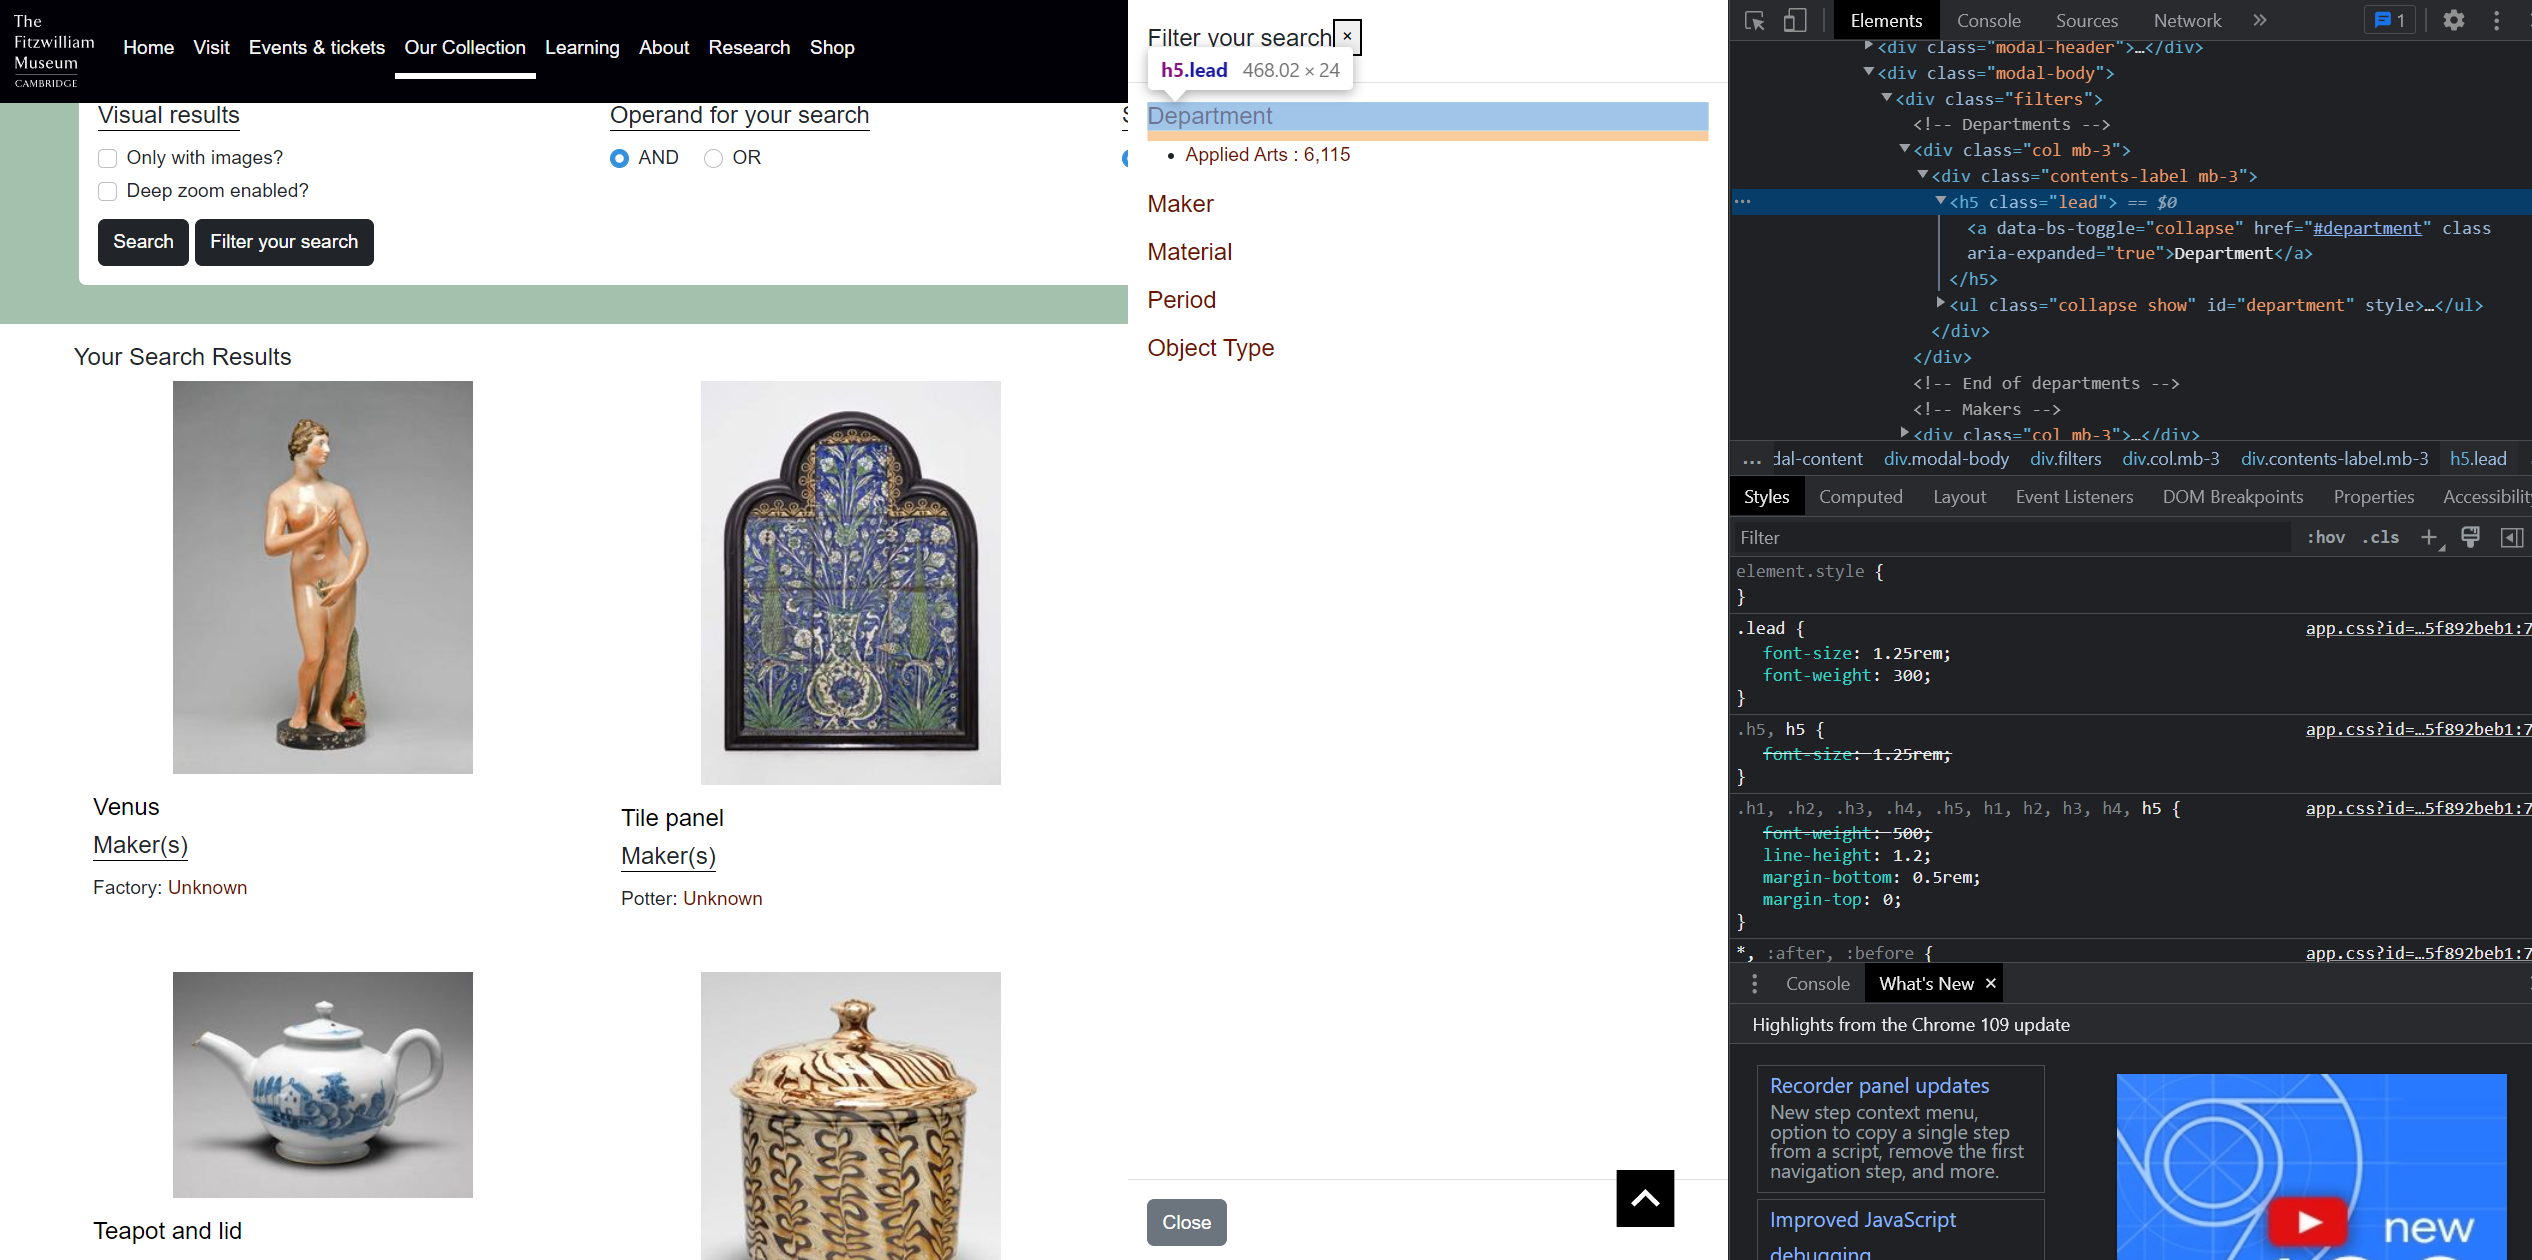 The
Fitzwilliam
Museum
CAMBRIDGE
Home Visit Events & tickets Our Collection Learning About Research Shop
Visual results
Only with images?
Deep zoom enabled?
Operand for your search
AND OR
Search Filter your search
Your Search Results
Venus
Maker(s)
Factory: Unknown
Tile panel
Maker(s)
Potter: Unknown
Teapot and lid
Filter your search ×
h5.lead 468.02 × 24
Department
Applied Arts : 6,115
Maker
Material
Period
Object Type
Close
Elements Console Sources Network » 1
<div class="modal-header">…</div>
<div class="modal-body">
<div class="filters">
<!-- Departments -->
<div class="col mb-3">
<div class="contents-label mb-3">
<h5 class="lead"> == $0
<a data-bs-toggle="collapse" href="#department" class
aria-expanded="true">Department</a>
</h5>
<ul class="collapse show" id="department" style>…</ul>
</div>
</div>
<!-- End of departments -->
<!-- Makers -->
<div class="col mb-3">…</div>
… dal-content div.modal-body div.filters div.col.mb-3 div.contents-label.mb-3 h5.lead
Styles Computed Layout Event Listeners DOM Breakpoints Properties Accessibilit
Filter :hov .cls +
element.style {
}
.lead { app.css?id=…5f892beb1:7
font-size: 1.25rem;
font-weight: 300;
}
.h5, h5 { app.css?id=…5f892beb1:7
font-size: 1.25rem;
}
.h1, .h2, .h3, .h4, .h5, h1, h2, h3, h4, h5 { app.css?id=…5f892beb1:7
font-weight: 500;
line-height: 1.2;
margin-bottom: 0.5rem;
margin-top: 0;
}
*, :after, :before { app.css?id=…5f892beb1:7
Console What's New ×
Highlights from the Chrome 109 update
Recorder panel updates
New step context menu,
option to copy a single step
from a script, remove the first
navigation step, and more.
Improved JavaScript
debugging
new